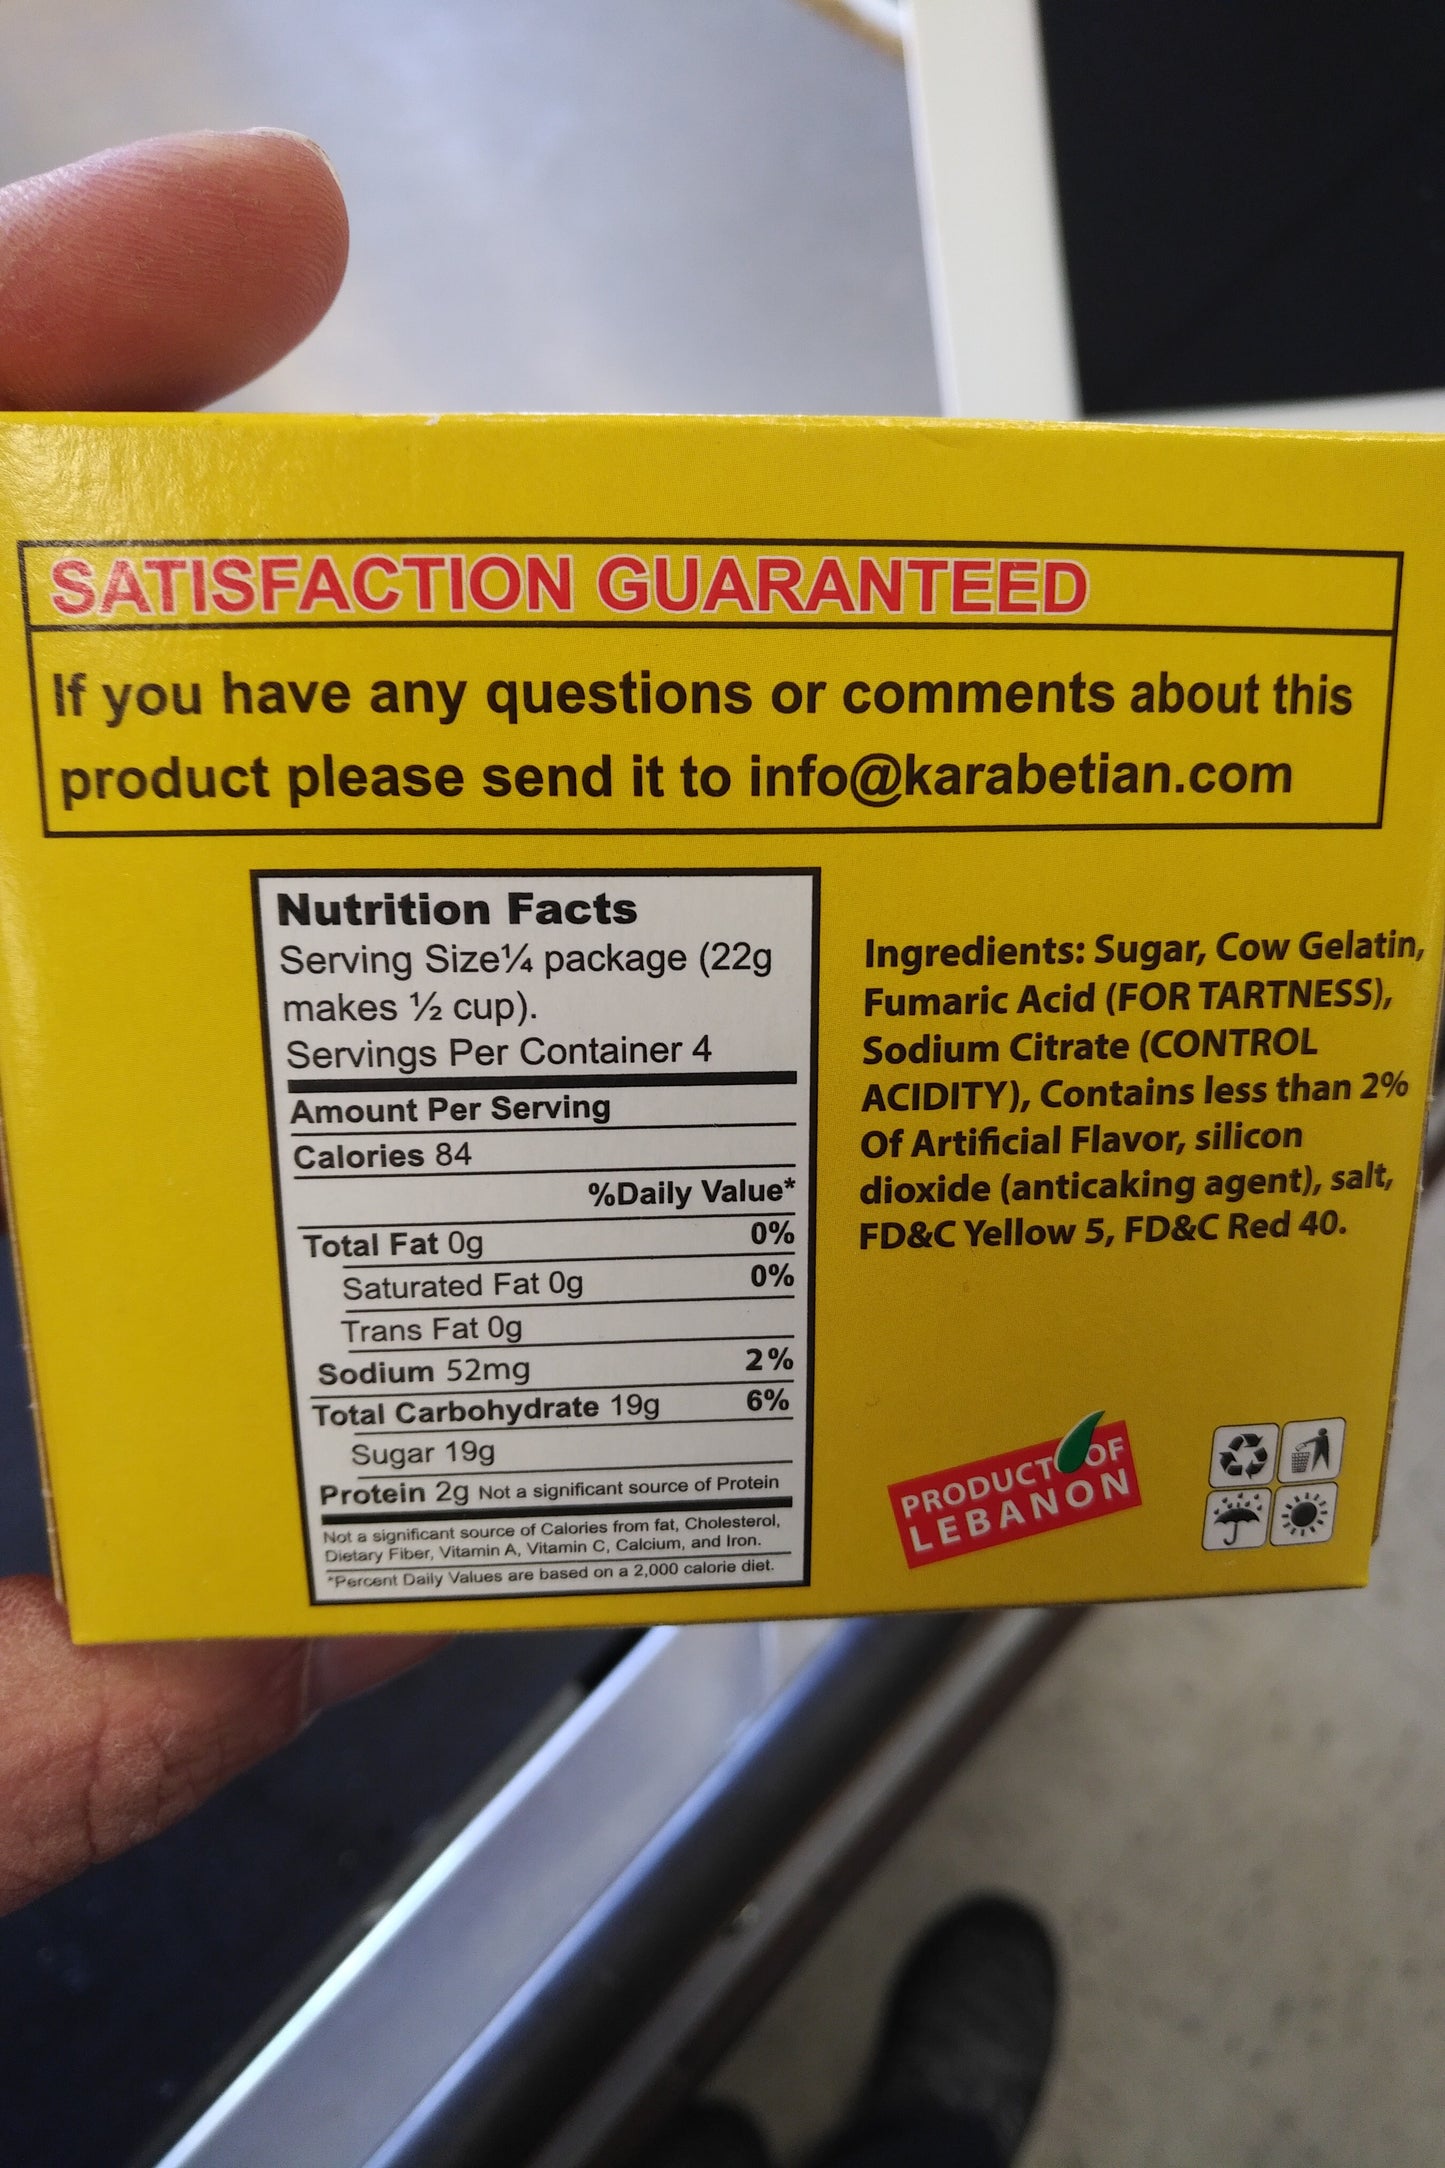 SATISFACTION GUARANTEED
If you have any questions or comments about this
product please send it to info@karabetian.com
Nutrition Facts
Serving Size¼ package (22g
makes ½ cup).
Servings Per Container 4
Amount Per Serving
Calories 84
%Daily Value*
Total Fat 0g 0%
Saturated Fat 0g 0%
Trans Fat 0g
Sodium 52mg 2%
Total Carbohydrate 19g 6%
Sugar 19g
Protein 2g Not a significant source of Protein
Not a significant source of Calories from fat, Cholesterol,
Dietary Fiber, Vitamin A, Vitamin C, Calcium, and Iron.
*Percent Daily Values are based on a 2,000 calorie diet.
Ingredients: Sugar, Cow Gelatin,
Fumaric Acid (FOR TARTNESS),
Sodium Citrate (CONTROL
ACIDITY), Contains less than 2%
Of Artificial Flavor, silicon
dioxide (anticaking agent), salt,
FD&C Yellow 5, FD&C Red 40.
PRODUCT OF
LEBANON